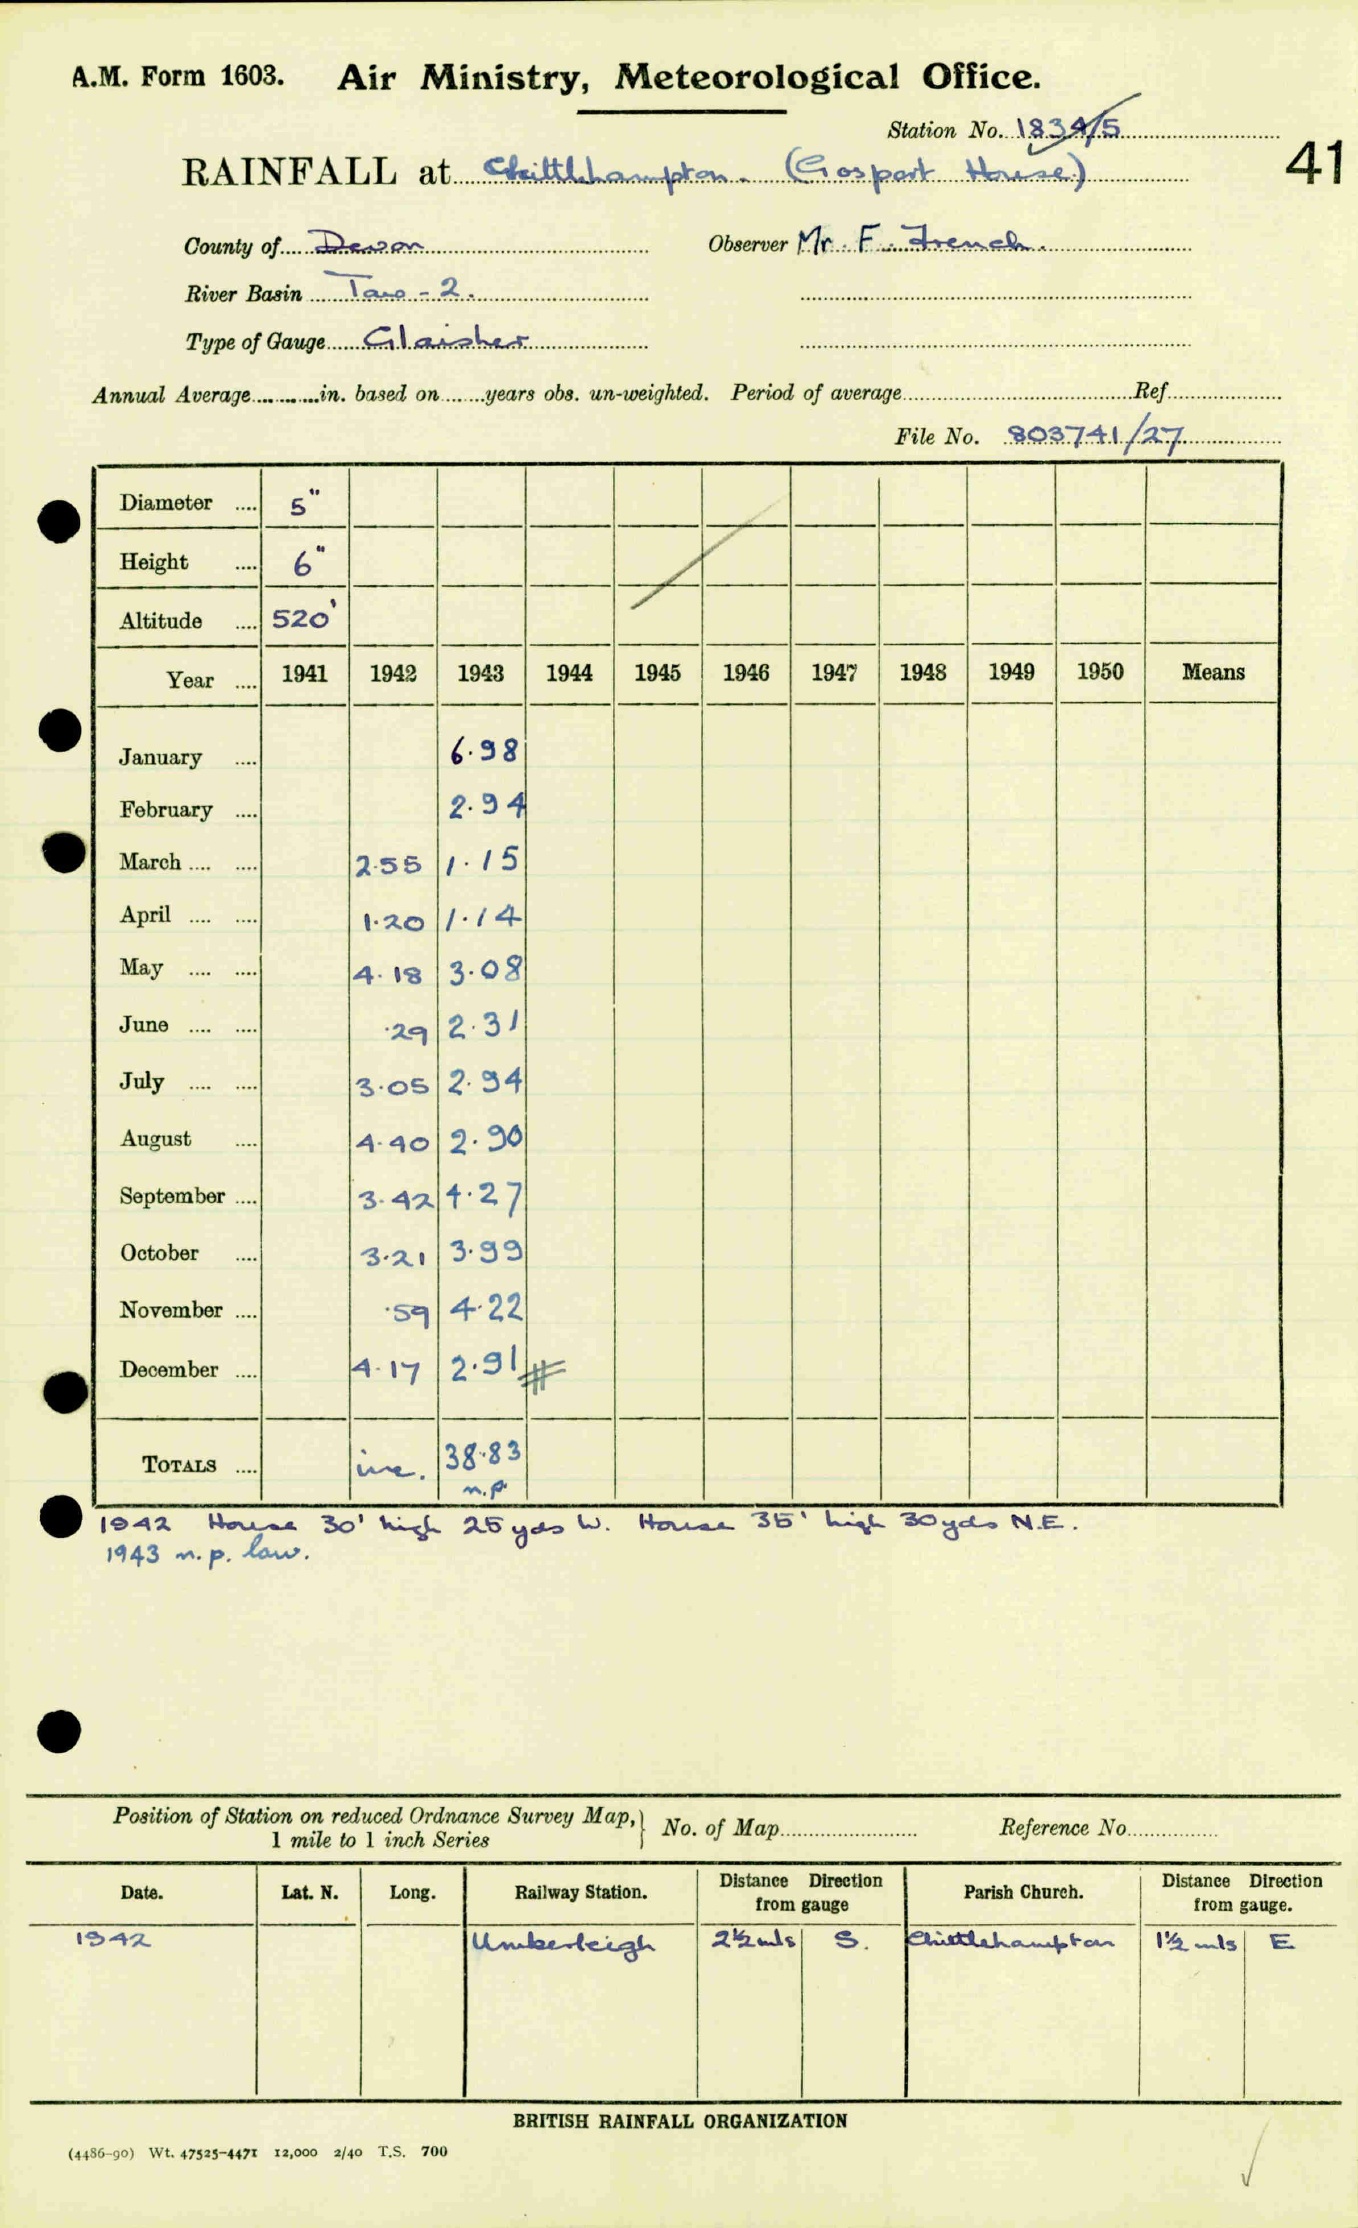 A.M. Form 1603. Air Ministry, Meteorological Office.
Station No. 1834/5
RAINFALL at Chittlehampton. (Gosport House) 41
County of Devon Observer Mr. F. French.
River Basin Taw - 2.
Type of Gauge Glaisher
Annual Average in. based on years obs. un-weighted. Period of average Ref.
File No. 803741/27
Diameter 5"
Height 6"
Altitude 520'
Year 1941 1942 1943 1944 1945 1946 1947 1948 1949 1950 Means
January 6.98
February 2.94
March 2.55 1.15
April 1.20 1.14
May 4.18 3.08
June .29 2.31
July 3.05 2.94
August 4.40 2.90
September 3.42 4.27
October 3.21 3.99
November .59 4.22
December 4.17 2.91
TOTALS inc. 38.83
n.p
1942 House 30' high 25 yds W. House 35' high 30 yds N.E.
1943 n.p. low.
Position of Station on reduced Ordnance Survey Map, 1 mile to 1 inch Series } No. of Map Reference No.
Date. Lat. N. Long. Railway Station. Distance Direction from gauge Parish Church. Distance Direction from gauge.
1942 Umberleigh 2½ mls S. Chittlehampton 1½ mls E
BRITISH RAINFALL ORGANIZATION
(4486-90) Wt. 47525-4471 12,000 2/40 T.S. 700